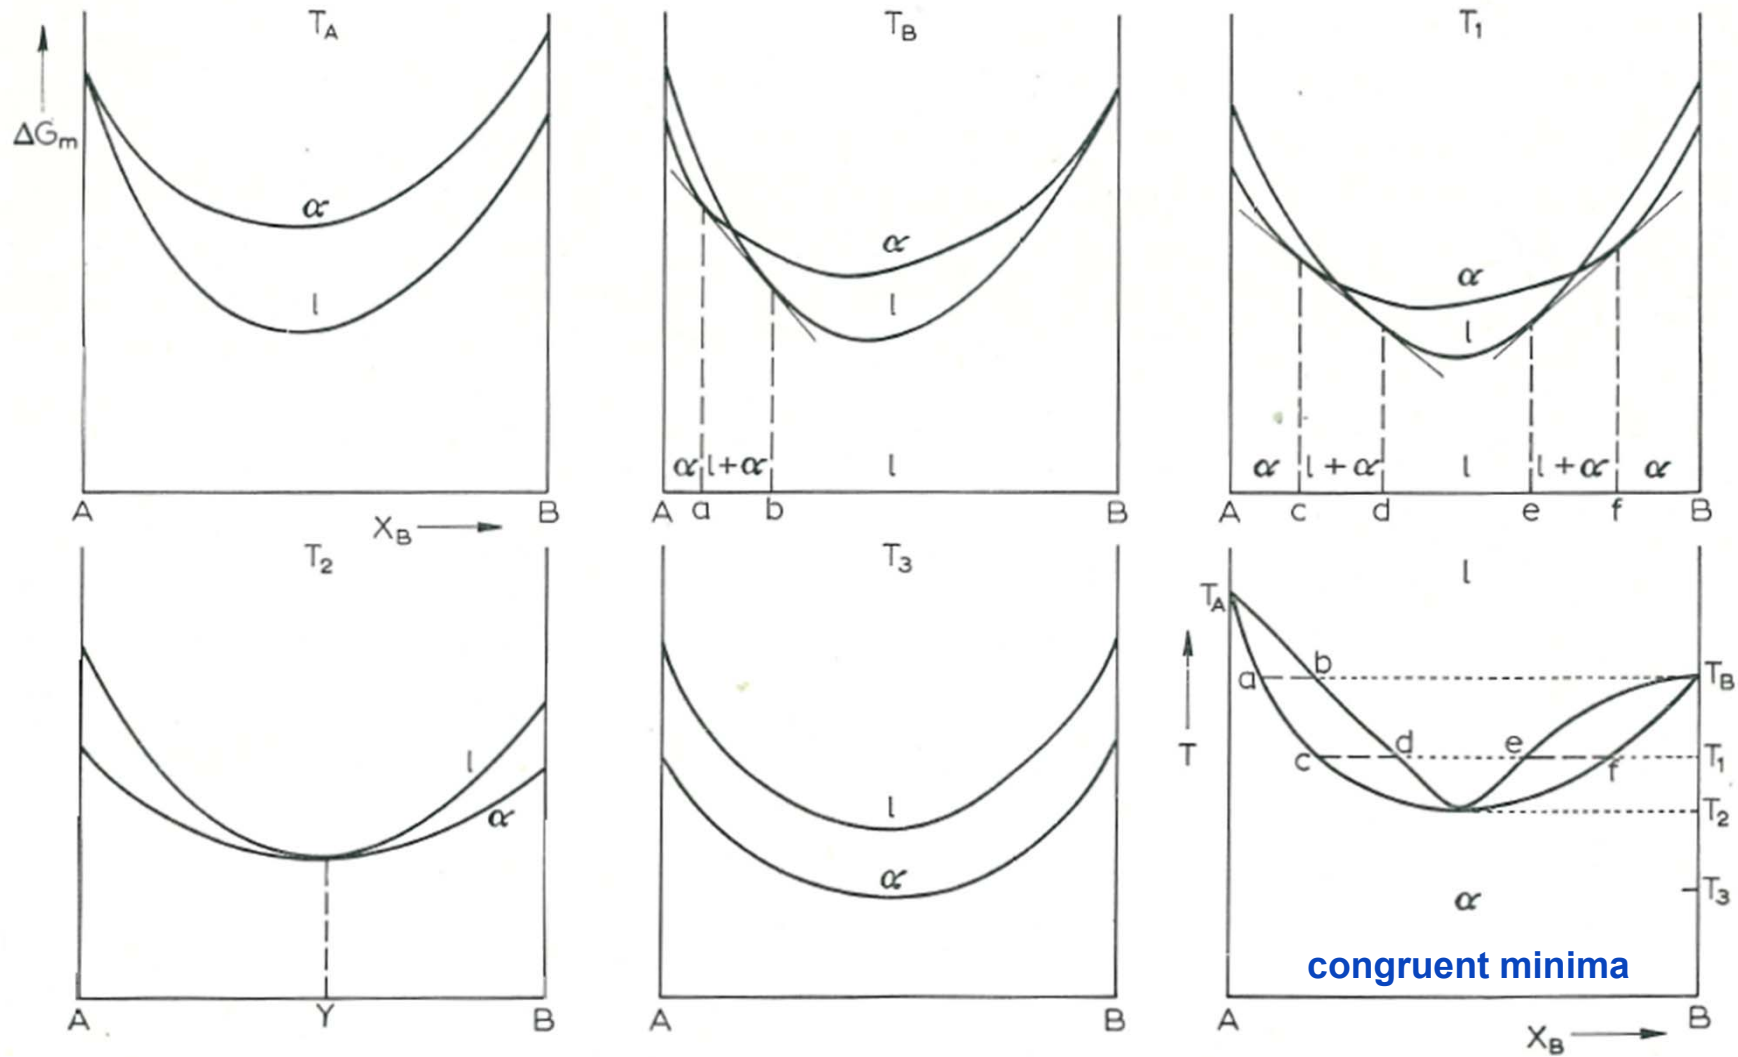 T_A
ΔG_m
α
l
A
X_B
B
T_B
α
l
α
l+α
l
A
a
b
B
T_1
α
l
α
l+α
l
l+α
α
A
c
d
e
f
B
T_2
l
α
A
Y
B
T_3
l
α
A
B
l
T_A
b
a
T_B
T
d
e
c
f
T_1
T_2
T_3
α
congruent minima
A
X_B
B